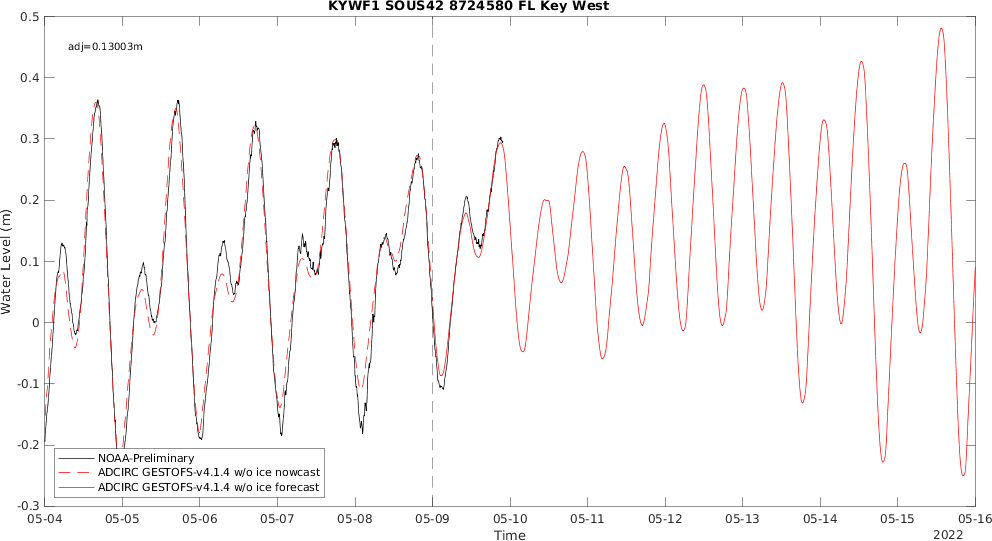 KYWF1 SOUS42 8724580 FL Key West
adj=0.13003m
0.5
0.4
0.3
0.2
0.1
0
-0.1
-0.2
-0.3
Water Level (m)
NOAA-Preliminary
ADCIRC GESTOFS-v4.1.4 w/o ice nowcast
ADCIRC GESTOFS-v4.1.4 w/o ice forecast
05-04 05-05 05-06 05-07 05-08 05-09 05-10 05-11 05-12 05-13 05-14 05-15 05-16
Time
2022